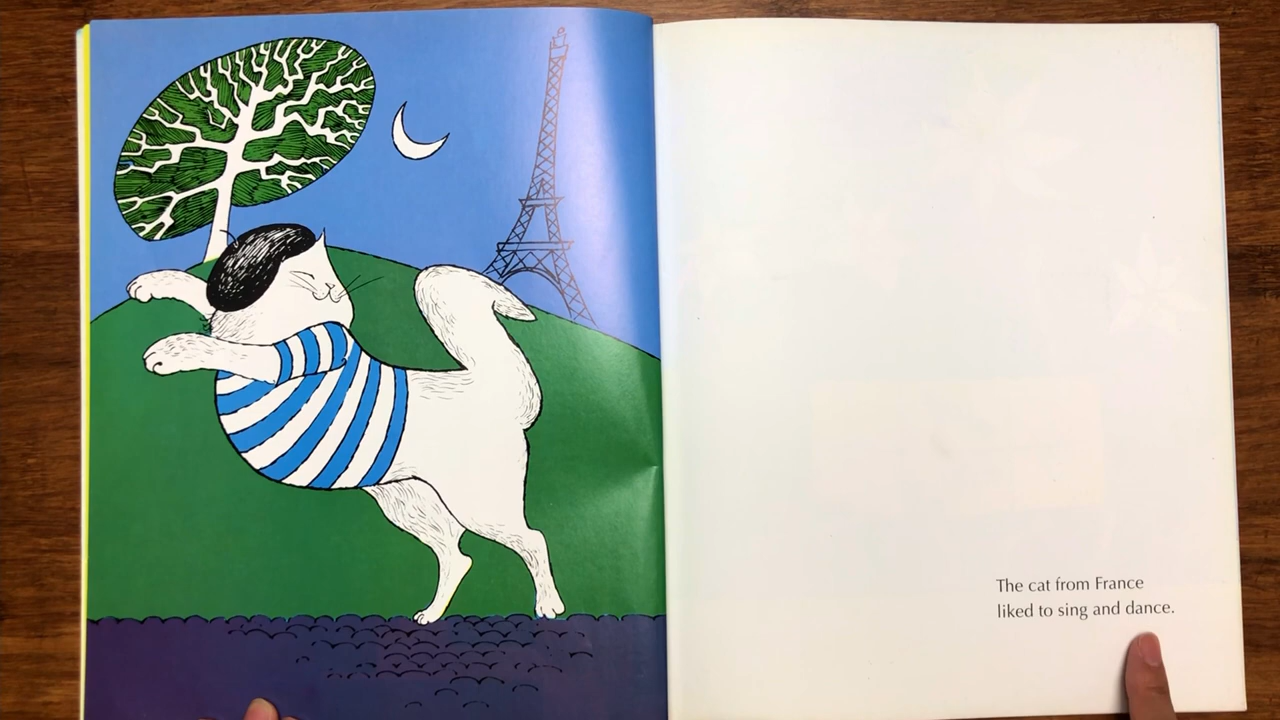 The cat from France
liked to sing and dance.